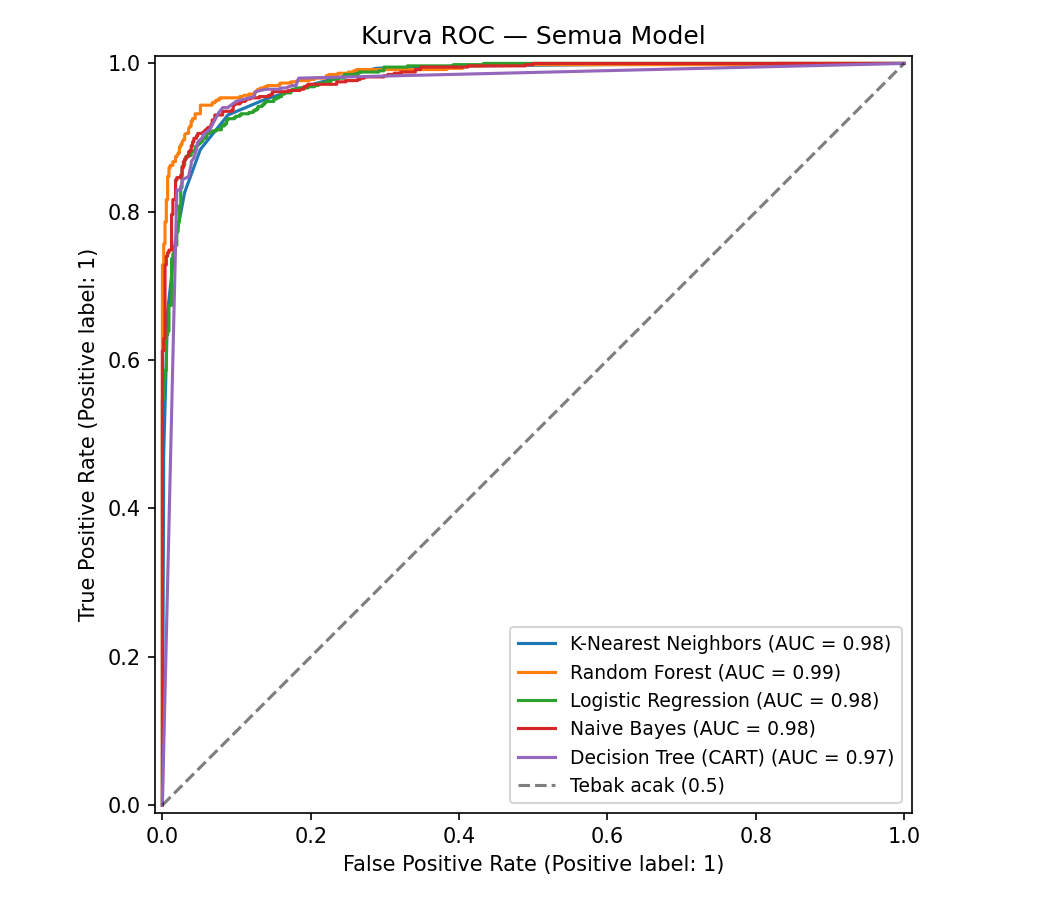 Kurva ROC — Semua Model
1.0
0.8
0.6
0.4
0.2
0.0
True Positive Rate (Positive label: 1)
K-Nearest Neighbors (AUC = 0.98)
Random Forest (AUC = 0.99)
Logistic Regression (AUC = 0.98)
Naive Bayes (AUC = 0.98)
Decision Tree (CART) (AUC = 0.97)
Tebak acak (0.5)
0.0 0.2 0.4 0.6 0.8 1.0
False Positive Rate (Positive label: 1)